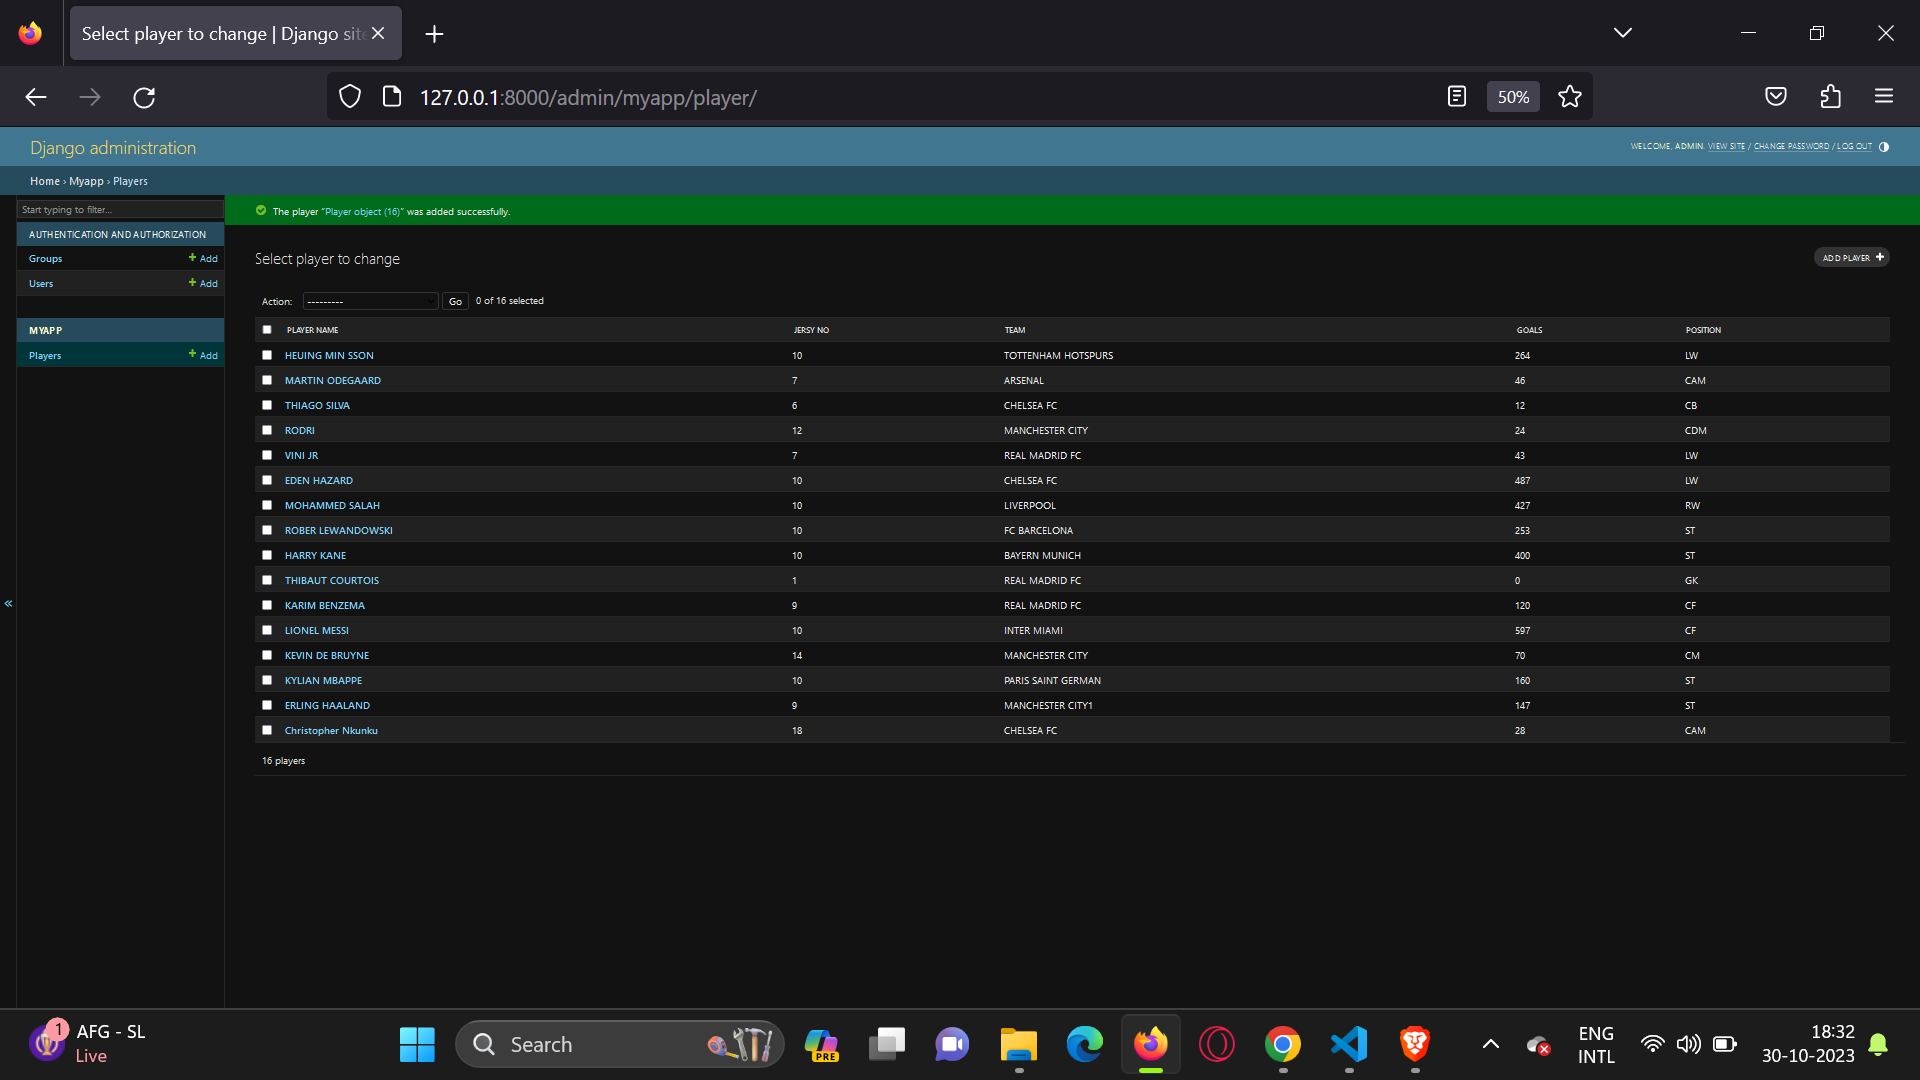 Select player to change | Django site
127.0.0.1:8000/admin/myapp/player/
50%
Django administration
WELCOME, ADMIN. VIEW SITE / CHANGE PASSWORD / LOG OUT
Home › Myapp › Players
Start typing to filter...
AUTHENTICATION AND AUTHORIZATION
Groups + Add
Users + Add
MYAPP
Players + Add
«
The player “Player object (16)” was added successfully.
Select player to change
ADD PLAYER +
Action: --------- Go 0 of 16 selected
PLAYER NAME JERSY NO TEAM GOALS POSITION
HEUING MIN SSON 10 TOTTENHAM HOTSPURS 264 LW
MARTIN ODEGAARD 7 ARSENAL 46 CAM
THIAGO SILVA 6 CHELSEA FC 12 CB
RODRI 12 MANCHESTER CITY 24 CDM
VINI JR 7 REAL MADRID FC 43 LW
EDEN HAZARD 10 CHELSEA FC 487 LW
MOHAMMED SALAH 10 LIVERPOOL 427 RW
ROBER LEWANDOWSKI 10 FC BARCELONA 253 ST
HARRY KANE 10 BAYERN MUNICH 400 ST
THIBAUT COURTOIS 1 REAL MADRID FC 0 GK
KARIM BENZEMA 9 REAL MADRID FC 120 CF
LIONEL MESSI 10 INTER MIAMI 597 CF
KEVIN DE BRUYNE 14 MANCHESTER CITY 70 CM
KYLIAN MBAPPE 10 PARIS SAINT GERMAN 160 ST
ERLING HAALAND 9 MANCHESTER CITY1 147 ST
Christopher Nkunku 18 CHELSEA FC 28 CAM
16 players
1
AFG - SL
Live
Search
PRE
ENG
INTL
18:32
30-10-2023